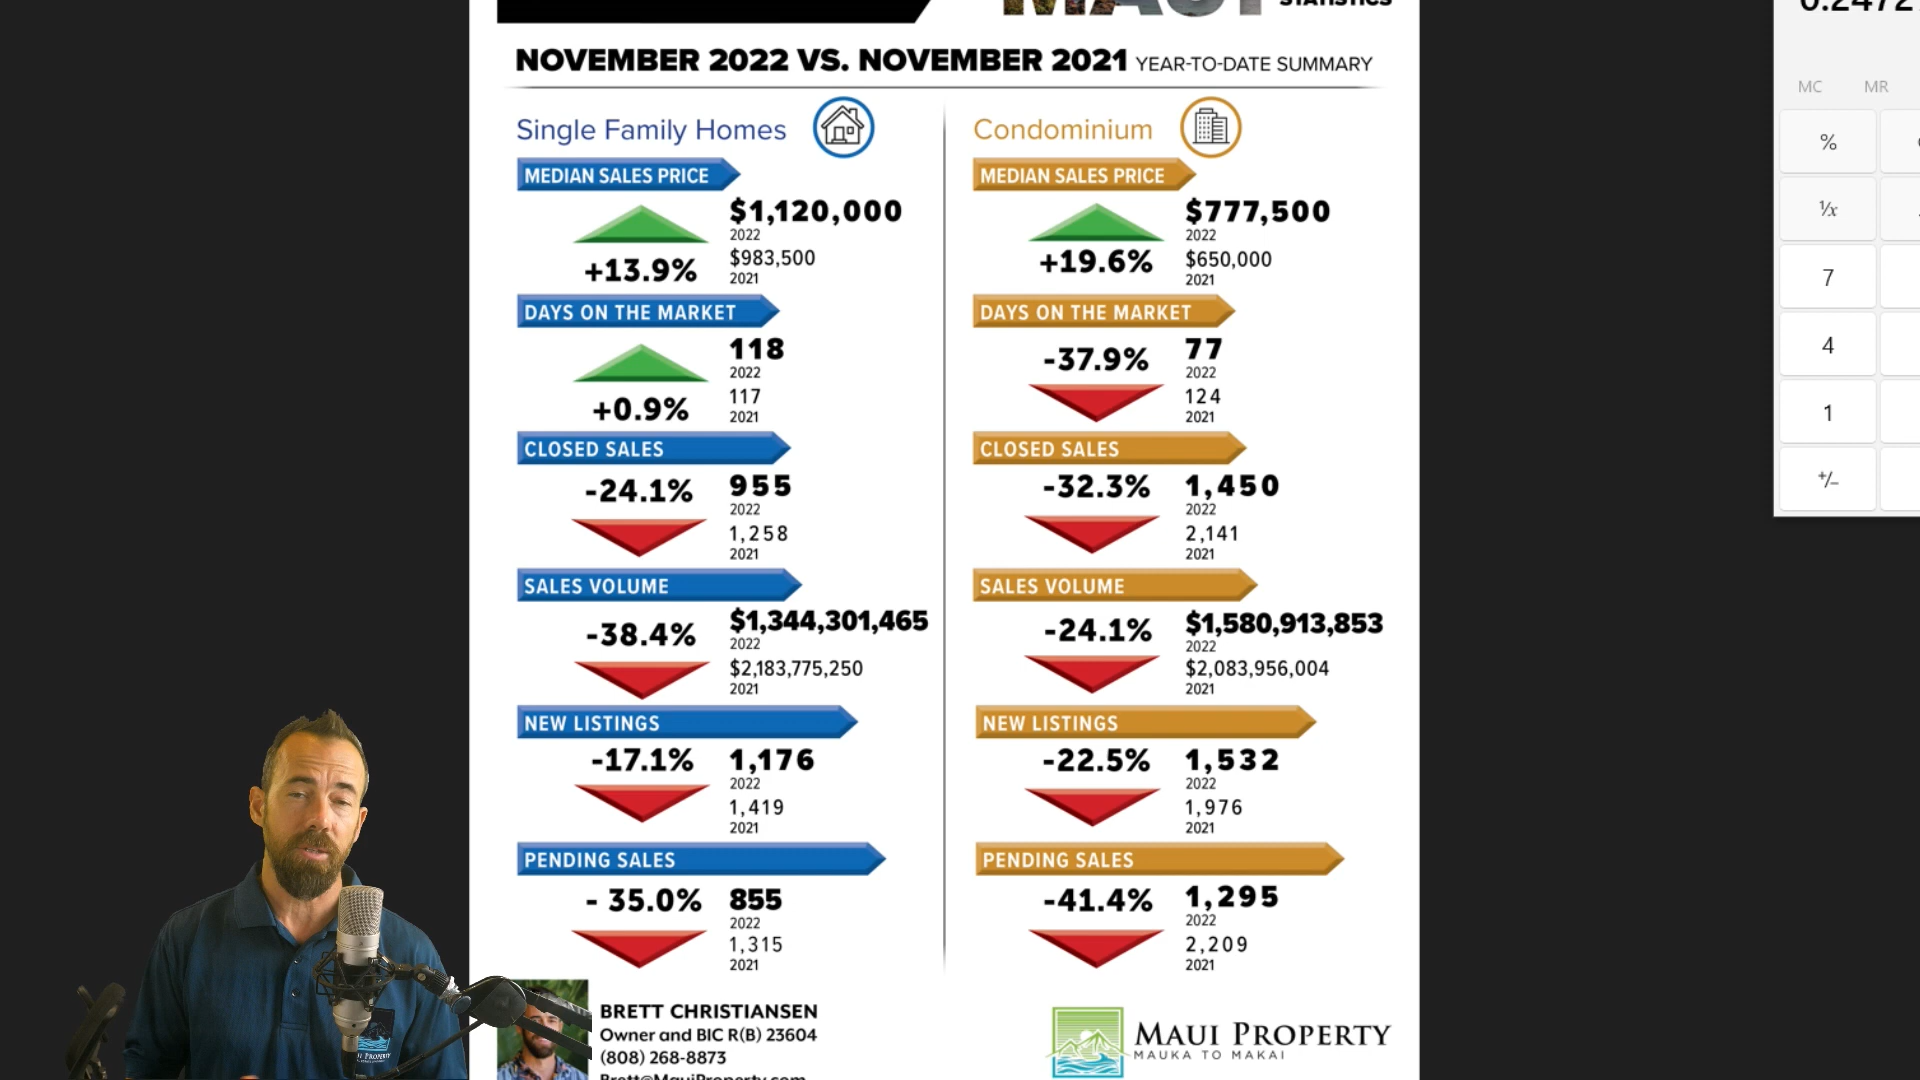 STATISTICS
NOVEMBER 2022 VS. NOVEMBER 2021 YEAR-TO-DATE SUMMARY
Single Family Homes
MEDIAN SALES PRICE
$1,120,000
2022
+13.9%
$983,500
2021
DAYS ON THE MARKET
118
2022
+0.9%
117
2021
CLOSED SALES
-24.1%
955
2022
1,258
2021
SALES VOLUME
-38.4%
$1,344,301,465
2022
$2,183,775,250
2021
NEW LISTINGS
-17.1%
1,176
2022
1,419
2021
PENDING SALES
- 35.0%
855
2022
1,315
2021
Condominium
MEDIAN SALES PRICE
$777,500
2022
+19.6%
$650,000
2021
DAYS ON THE MARKET
-37.9%
77
2022
124
2021
CLOSED SALES
-32.3%
1,450
2022
2,141
2021
SALES VOLUME
-24.1%
$1,580,913,853
2022
$2,083,956,004
2021
NEW LISTINGS
-22.5%
1,532
2022
1,976
2021
PENDING SALES
-41.4%
1,295
2022
2,209
2021
BRETT CHRISTIANSEN
Owner and BIC R(B) 23604
(808) 268-8873
Brett@MauiProperty.com
MAUI PROPERTY
MAUKA TO MAKAI
MC MR
%
⅟x
7
4
1
+/−